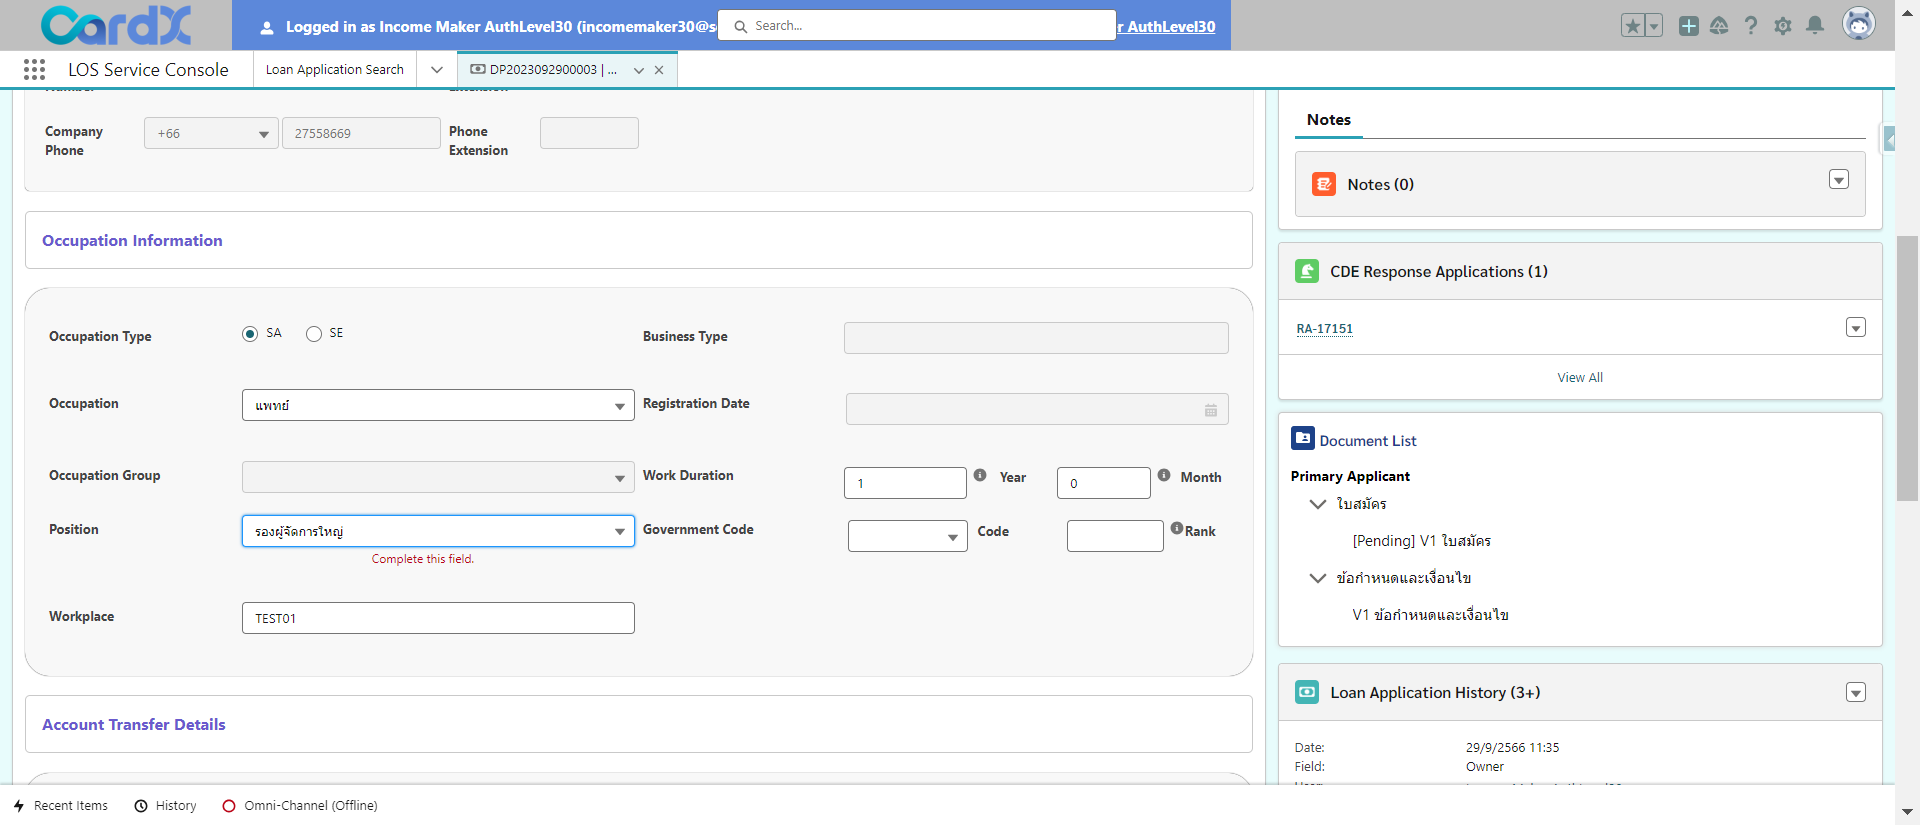 CardX
Logged in as Income Maker AuthLevel30 (incomemaker30@s
Search...
r AuthLevel30
LOS Service Console
Loan Application Search
DP2023092900003 | ...
Company Phone
+66
27558669
Phone Extension
Occupation Information
Occupation Type
SA
SE
Business Type
Occupation
แพทย์
Registration Date
Occupation Group
Work Duration
1
Year
0
Month
Position
รองผู้จัดการใหญ่
Complete this field.
Government Code
Code
Rank
Workplace
TEST01
Account Transfer Details
Notes
Notes (0)
CDE Response Applications (1)
RA-17151
View All
Document List
Primary Applicant
ใบสมัคร
[Pending] V1 ใบสมัคร
ข้อกำหนดและเงื่อนไข
V1 ข้อกำหนดและเงื่อนไข
Loan Application History (3+)
Date:
29/9/2566 11:35
Field:
Owner
Recent Items
History
Omni-Channel (Offline)